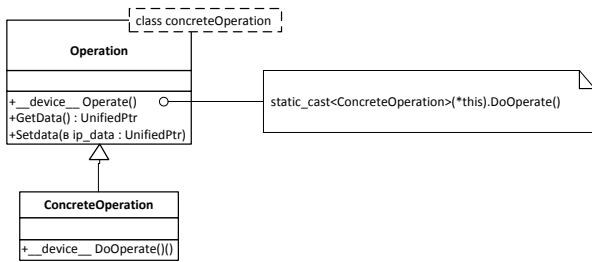 class concreteOperation
Operation
+__device__ Operate()
+GetData() : UnifiedPtr
+Setdata(в ip_data : UnifiedPtr)
static_cast<ConcreteOperation>(*this).DoOperate()
ConcreteOperation
+__device__ DoOperate()()